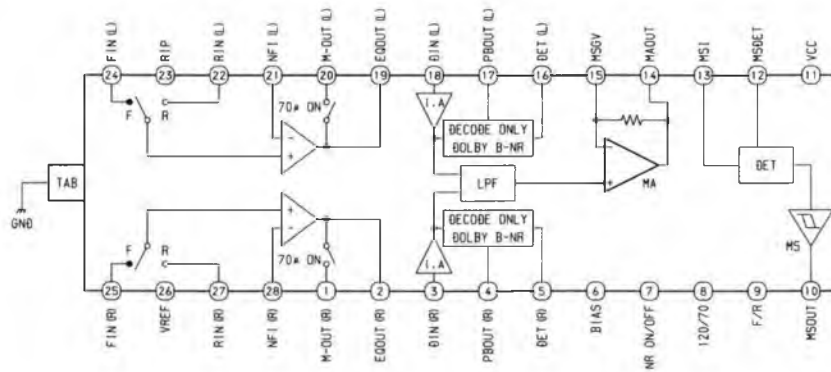 FIN (L)
RIP
RIN (L)
NFI (L)
M-OUT (L)
EQOUT (L)
DIN (L)
PBOUT (L)
DET (L)
MSGV
MAOUT
MSI
MSDET
VCC
24
23
22
21
20
19
18
17
16
15
14
13
12
11
F
R
70μ ON
I.A
DECODE ONLY
DOLBY B-NR
TAB
GND
LPF
MA
DET
MS
F
R
70μ ON
I.A
DECODE ONLY
DOLBY B-NR
25
26
27
28
1
2
3
4
5
6
7
8
9
10
FIN (R)
VREF
RIN (R)
NFI (R)
M-OUT (R)
EQOUT (R)
DIN (R)
PBOUT (R)
DET (R)
BIAS
NR ON/OFF
120/70
F/R
MSOUT